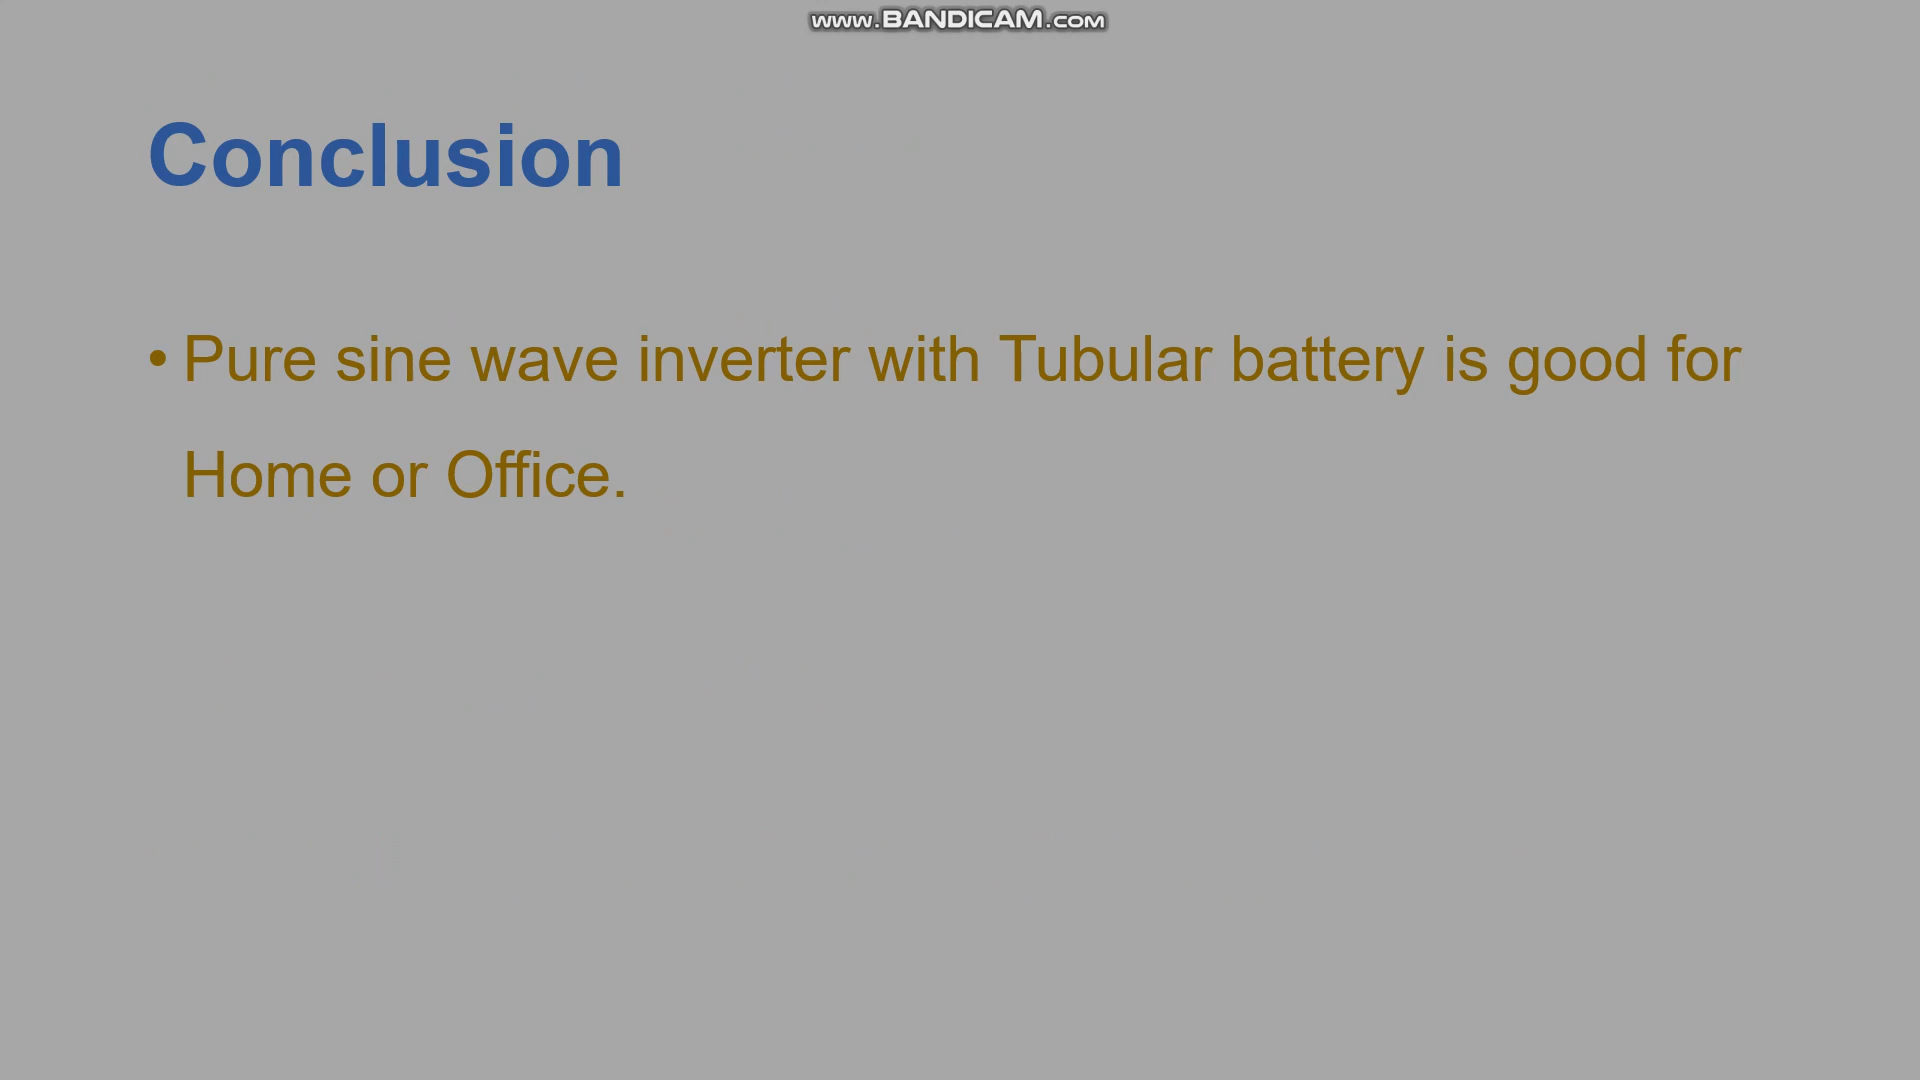 www.BANDICAM.com
Conclusion
• Pure sine wave inverter with Tubular battery is good for
Home or Office.